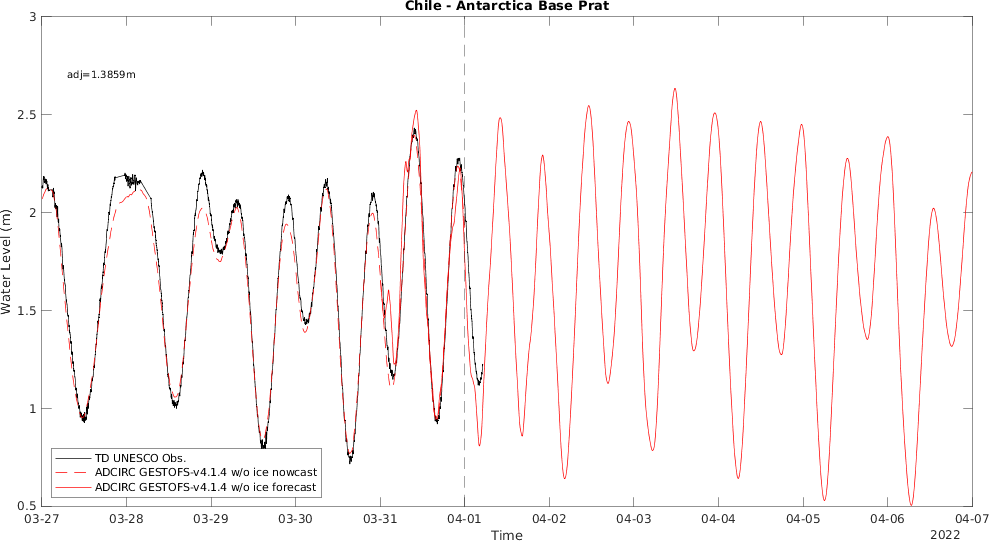 Chile - Antarctica Base Prat
3
adj=1.3859m
2.5
2
1.5
1
0.5
Water Level (m)
TD UNESCO Obs.
ADCIRC GESTOFS-v4.1.4 w/o ice nowcast
ADCIRC GESTOFS-v4.1.4 w/o ice forecast
03-27 03-28 03-29 03-30 03-31 04-01 04-02 04-03 04-04 04-05 04-06 04-07
Time
2022